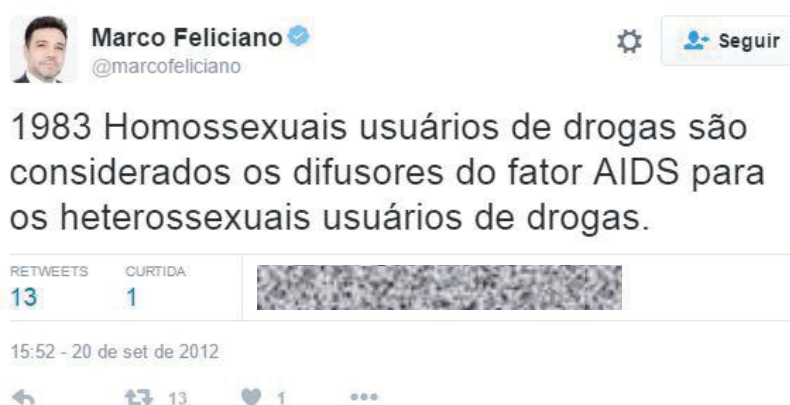 Marco Feliciano
@marcofeliciano
Seguir
1983 Homossexuais usuários de drogas são
considerados os difusores do fator AIDS para
os heterossexuais usuários de drogas.
RETWEETS CURTIDA
13 1
15:52 - 20 de set de 2012
13 1